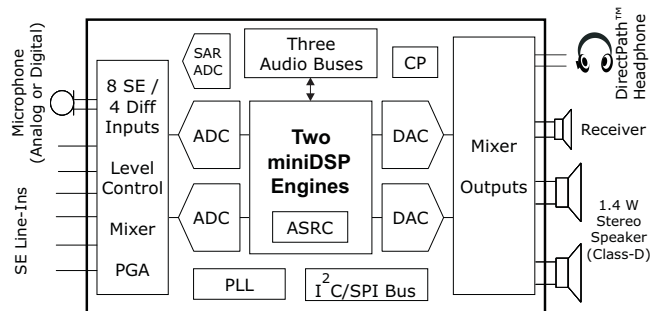 Microphone
(Analog or Digital)
SE Line-Ins
8 SE /
4 Diff
Inputs
Level
Control
Mixer
PGA
SAR
ADC
Three
Audio Buses
CP
ADC
ADC
Two
miniDSP
Engines
ASRC
DAC
DAC
PLL
I2C/SPI Bus
Mixer
Outputs
DirectPath™
Headphone
Receiver
1.4 W
Stereo
Speaker
(Class-D)